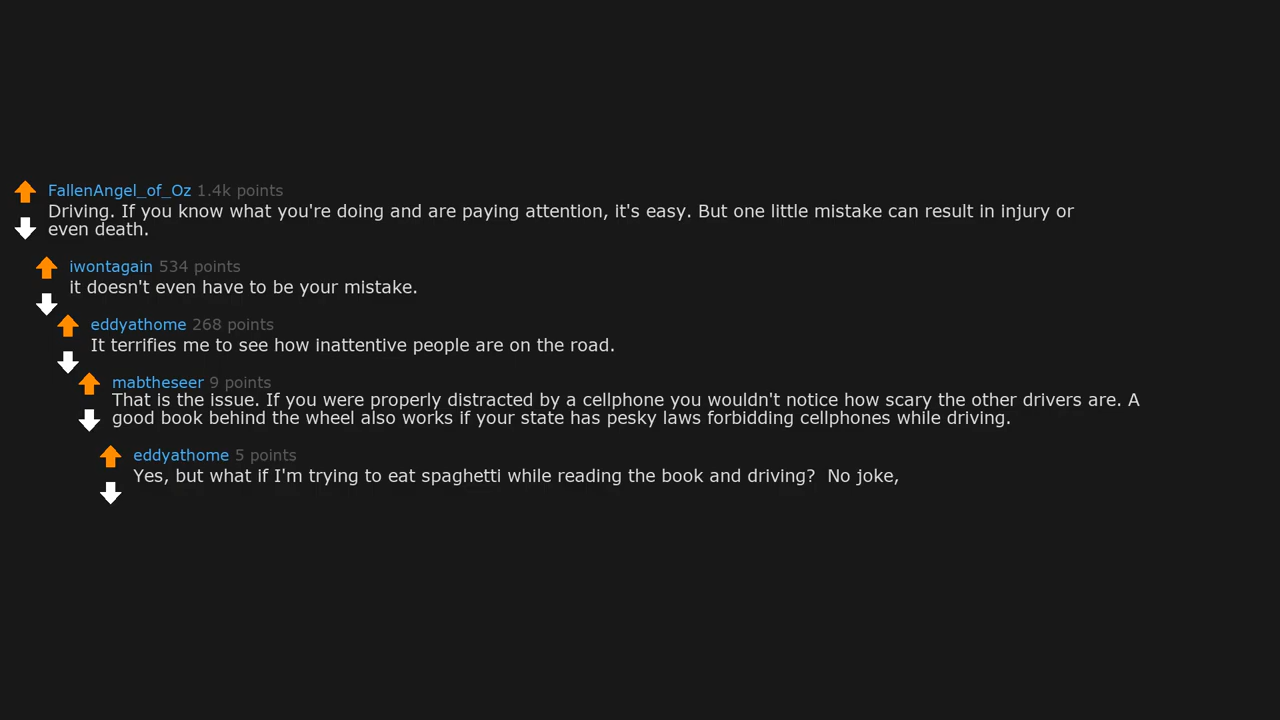 FallenAngel_of_Oz 1.4k points
Driving. If you know what you're doing and are paying attention, it's easy. But one little mistake can result in injury or
even death.
iwontagain 534 points
it doesn't even have to be your mistake.
eddyathome 268 points
It terrifies me to see how inattentive people are on the road.
mabtheseer 9 points
That is the issue. If you were properly distracted by a cellphone you wouldn't notice how scary the other drivers are. A
good book behind the wheel also works if your state has pesky laws forbidding cellphones while driving.
eddyathome 5 points
Yes, but what if I'm trying to eat spaghetti while reading the book and driving?  No joke,